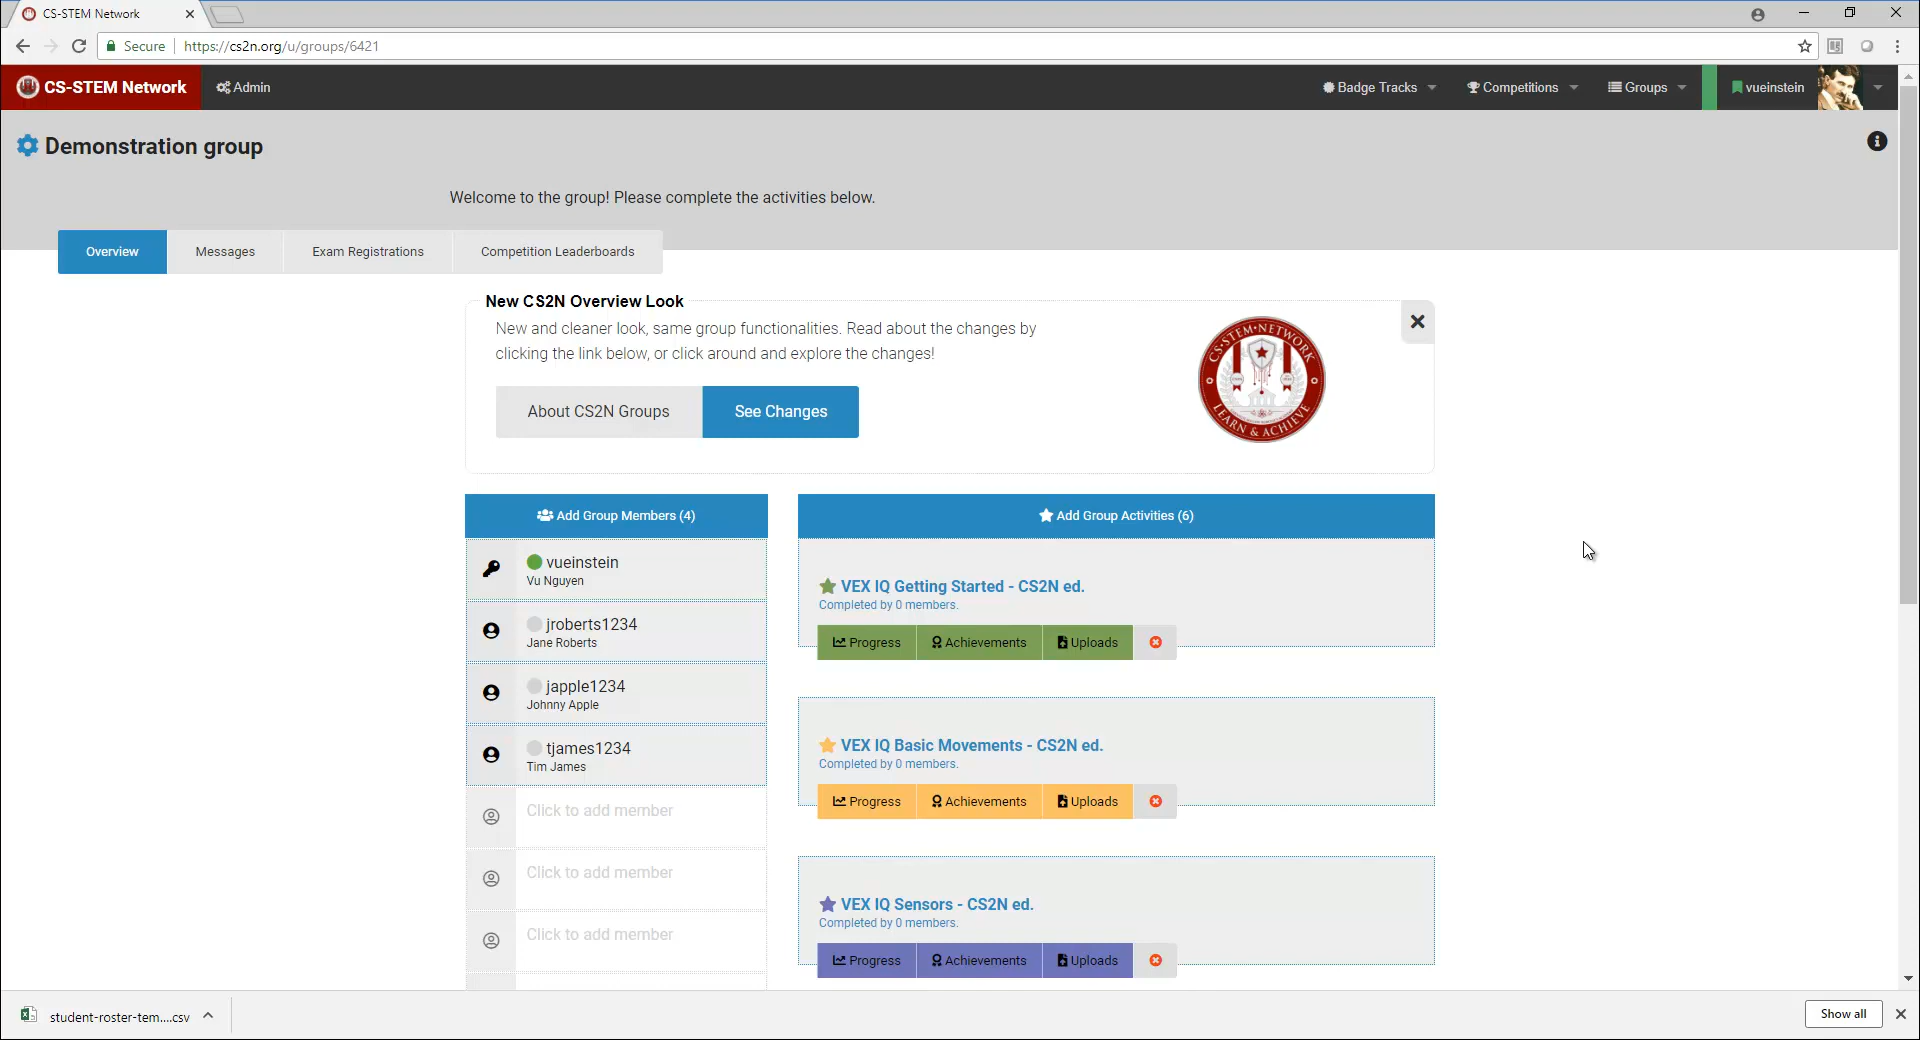 CS-STEM Network
Secure
https://cs2n.org/u/groups/6421
CS-STEM Network
Admin
Badge Tracks
Competitions
Groups
vueinstein
Demonstration group
Welcome to the group! Please complete the activities below.
Overview
Messages
Exam Registrations
Competition Leaderboards
New CS2N Overview Look
New and cleaner look, same group functionalities. Read about the changes by
clicking the link below, or click around and explore the changes!
About CS2N Groups
See Changes
CS-STEM·NETWORK
LEARN & ACHIEVE
Add Group Members (4)
vueinstein
Vu Nguyen
jroberts1234
Jane Roberts
japple1234
Johnny Apple
tjames1234
Tim James
Click to add member
Click to add member
Click to add member
Add Group Activities (6)
VEX IQ Getting Started - CS2N ed.
Completed by 0 members.
Progress
Achievements
Uploads
VEX IQ Basic Movements - CS2N ed.
Completed by 0 members.
Progress
Achievements
Uploads
VEX IQ Sensors - CS2N ed.
Completed by 0 members.
Progress
Achievements
Uploads
student-roster-tem....csv
Show all